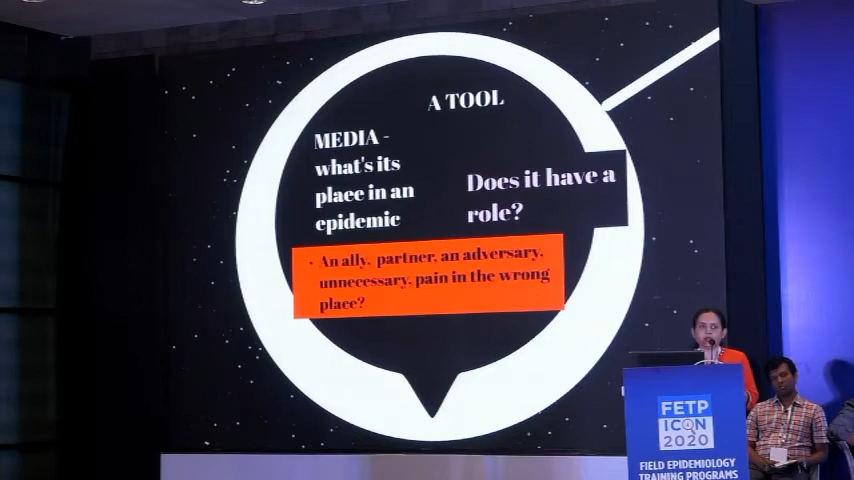 A TOOL
MEDIA -
what's its
place in an
epidemic
Does it have a
role?
• An ally, partner, an adversary,
unnecessary, pain in the wrong
place?
FETP
ICON
2020
FIELD EPIDEMIOLOGY
TRAINING PROGRAMS